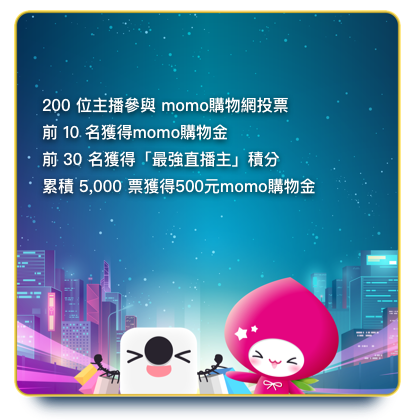 200 位主播參與 momo購物網投票
前 10 名獲得momo購物金
前 30 名獲得「最強直播主」積分
累積 5,000 票獲得500元momo購物金